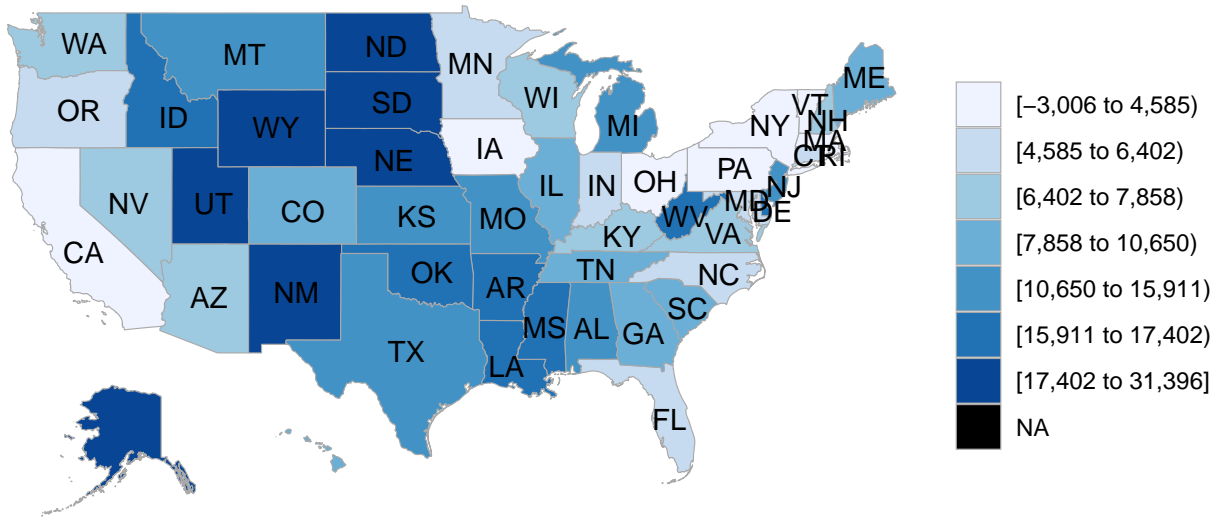 WA
MT
ND
MN
ME
OR
ID
SD
WI
VT
NH
WY
MI
NY
MA
IA
CT
RI
NE
PA
NV
UT
CO
IL
IN
OH
NJ
KS
MO
WV
MD
DE
CA
KY
VA
AZ
NM
OK
AR
TN
NC
TX
MS
AL
GA
SC
LA
FL
[−3,006 to 4,585)
[4,585 to 6,402)
[6,402 to 7,858)
[7,858 to 10,650)
[10,650 to 15,911)
[15,911 to 17,402)
[17,402 to 31,396]
NA